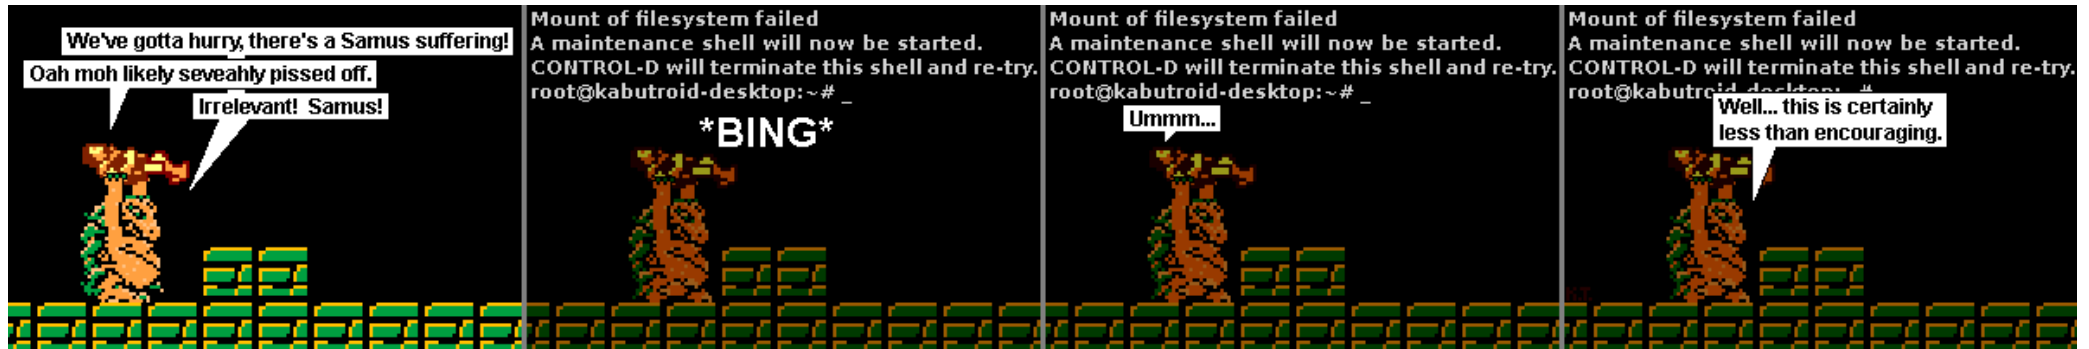 We've gotta hurry, there's a Samus suffering!
Oah moh likely seveahly pissed off.
Irrelevant! Samus!
Mount of filesystem failed
A maintenance shell will now be started.
CONTROL-D will terminate this shell and re-try.
root@kabutroid-desktop:~# _
*BING*
Mount of filesystem failed
A maintenance shell will now be started.
CONTROL-D will terminate this shell and re-try.
root@kabutroid-desktop:~# _
Ummm...
Mount of filesystem failed
A maintenance shell will now be started.
CONTROL-D will terminate this shell and re-try.
root@kabutroid-desktop:~#
Well... this is certainly
less than encouraging.